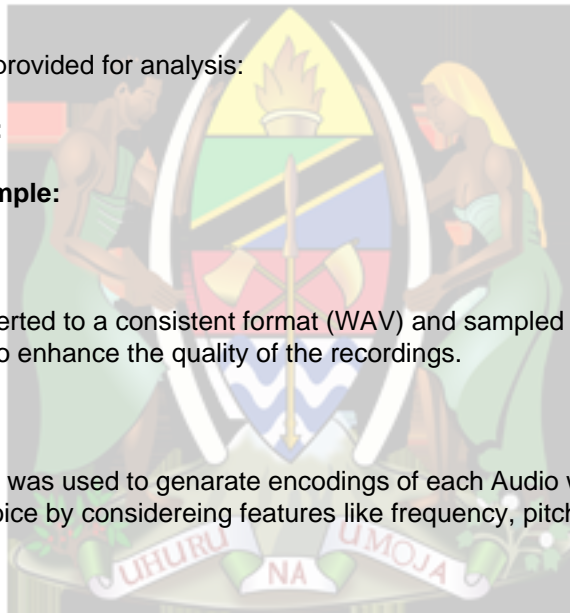 provided for analysis:
:
mple:
erted to a consistent format (WAV) and sampled
o enhance the quality of the recordings.
was used to genarate encodings of each Audio w
oice by considereing features like frequency, pitch
UHURU NA UMOJA